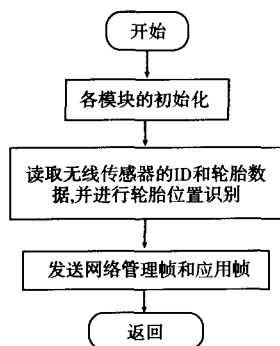 开始
各模块的初始化
读取无线传感器的ID和轮胎数
据,并进行轮胎位置识别
发送网络管理帧和应用帧
返回